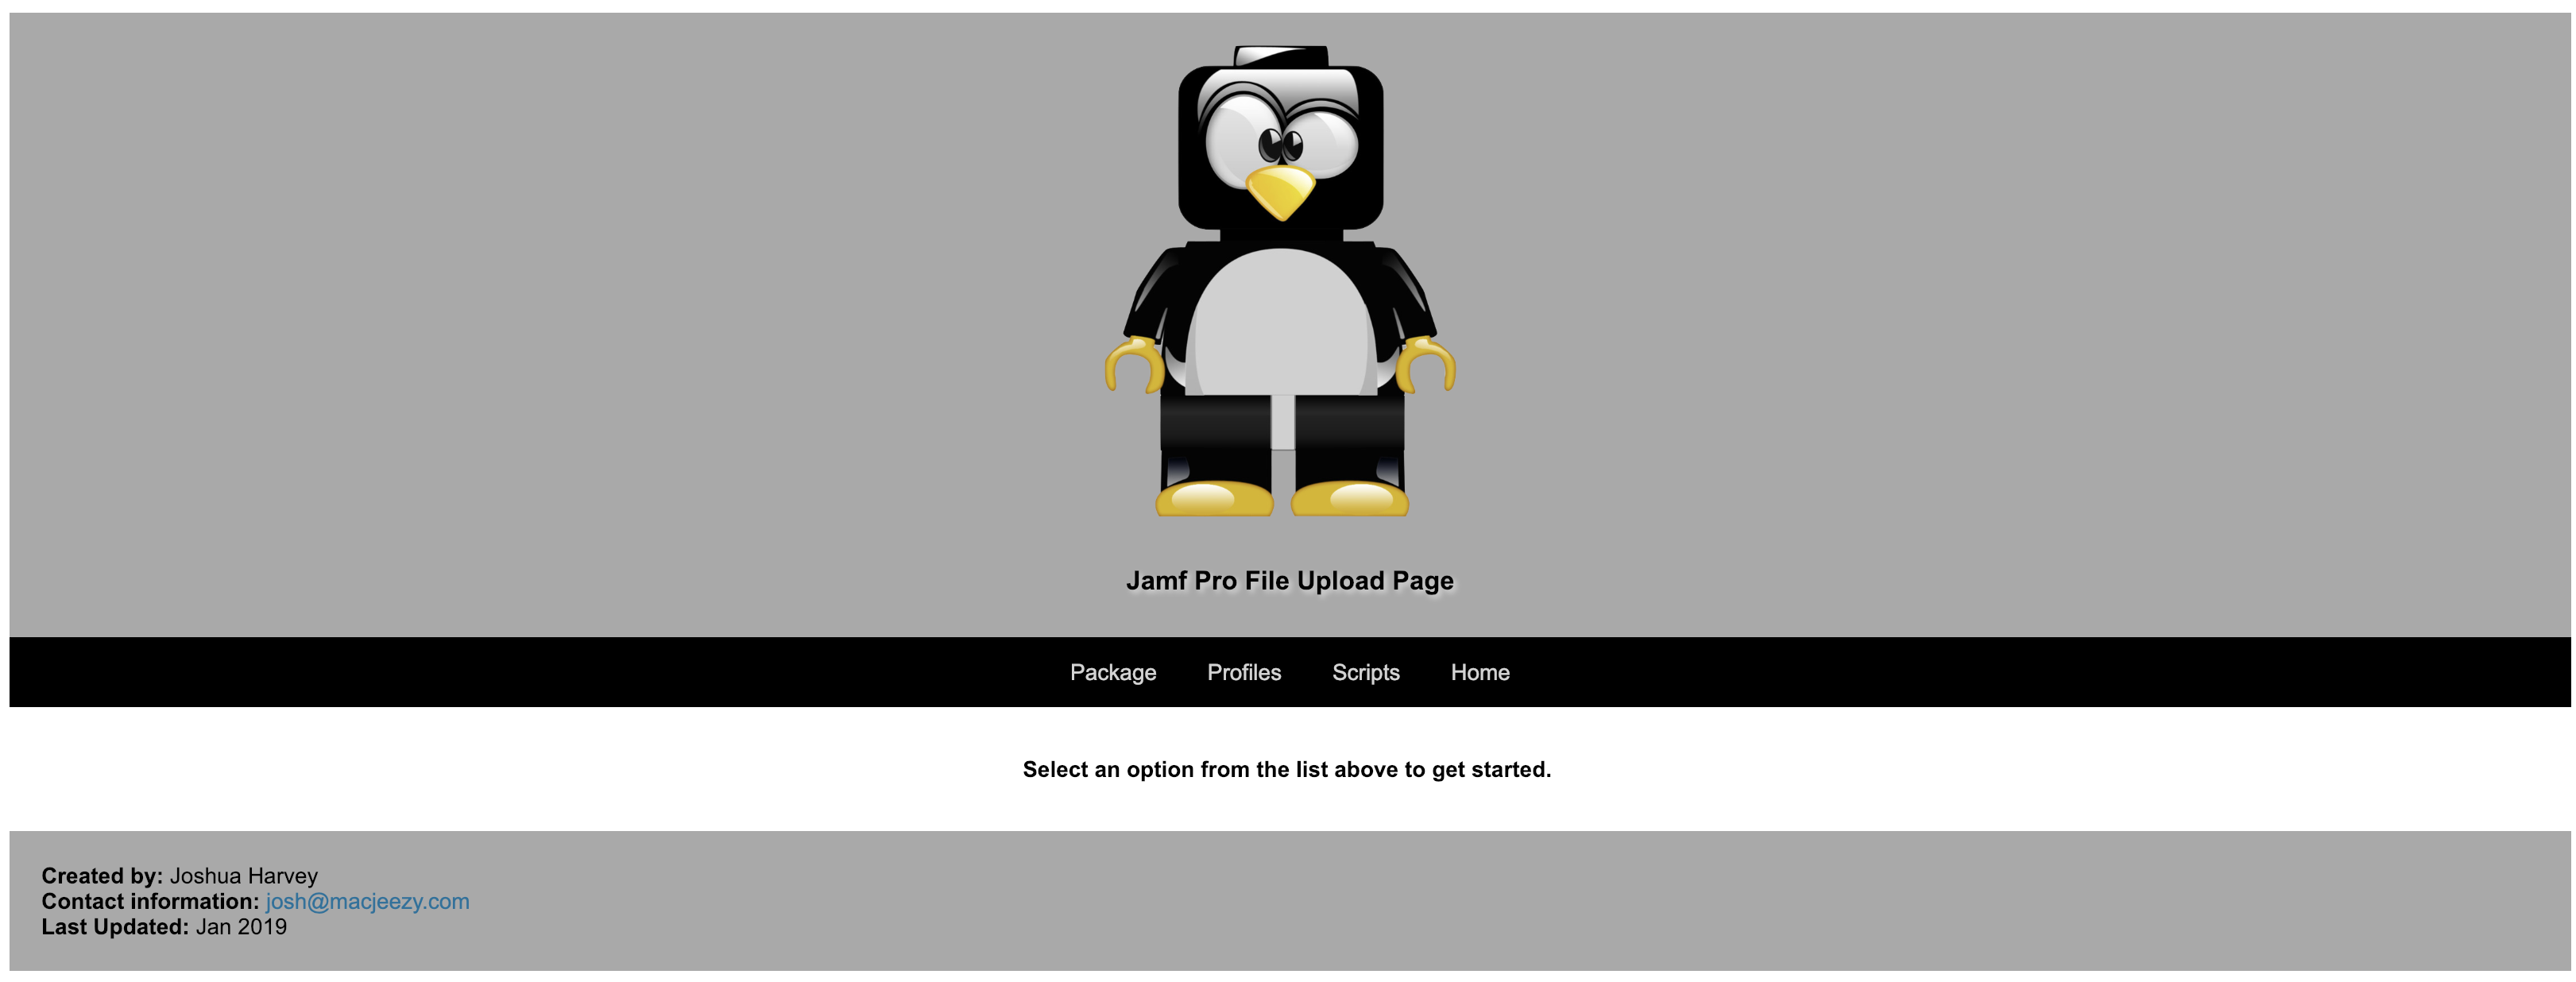 Jamf Pro File Upload Page
Package Profiles Scripts Home
Select an option from the list above to get started.
Created by: Joshua Harvey
Contact information: josh@macjeezy.com
Last Updated: Jan 2019